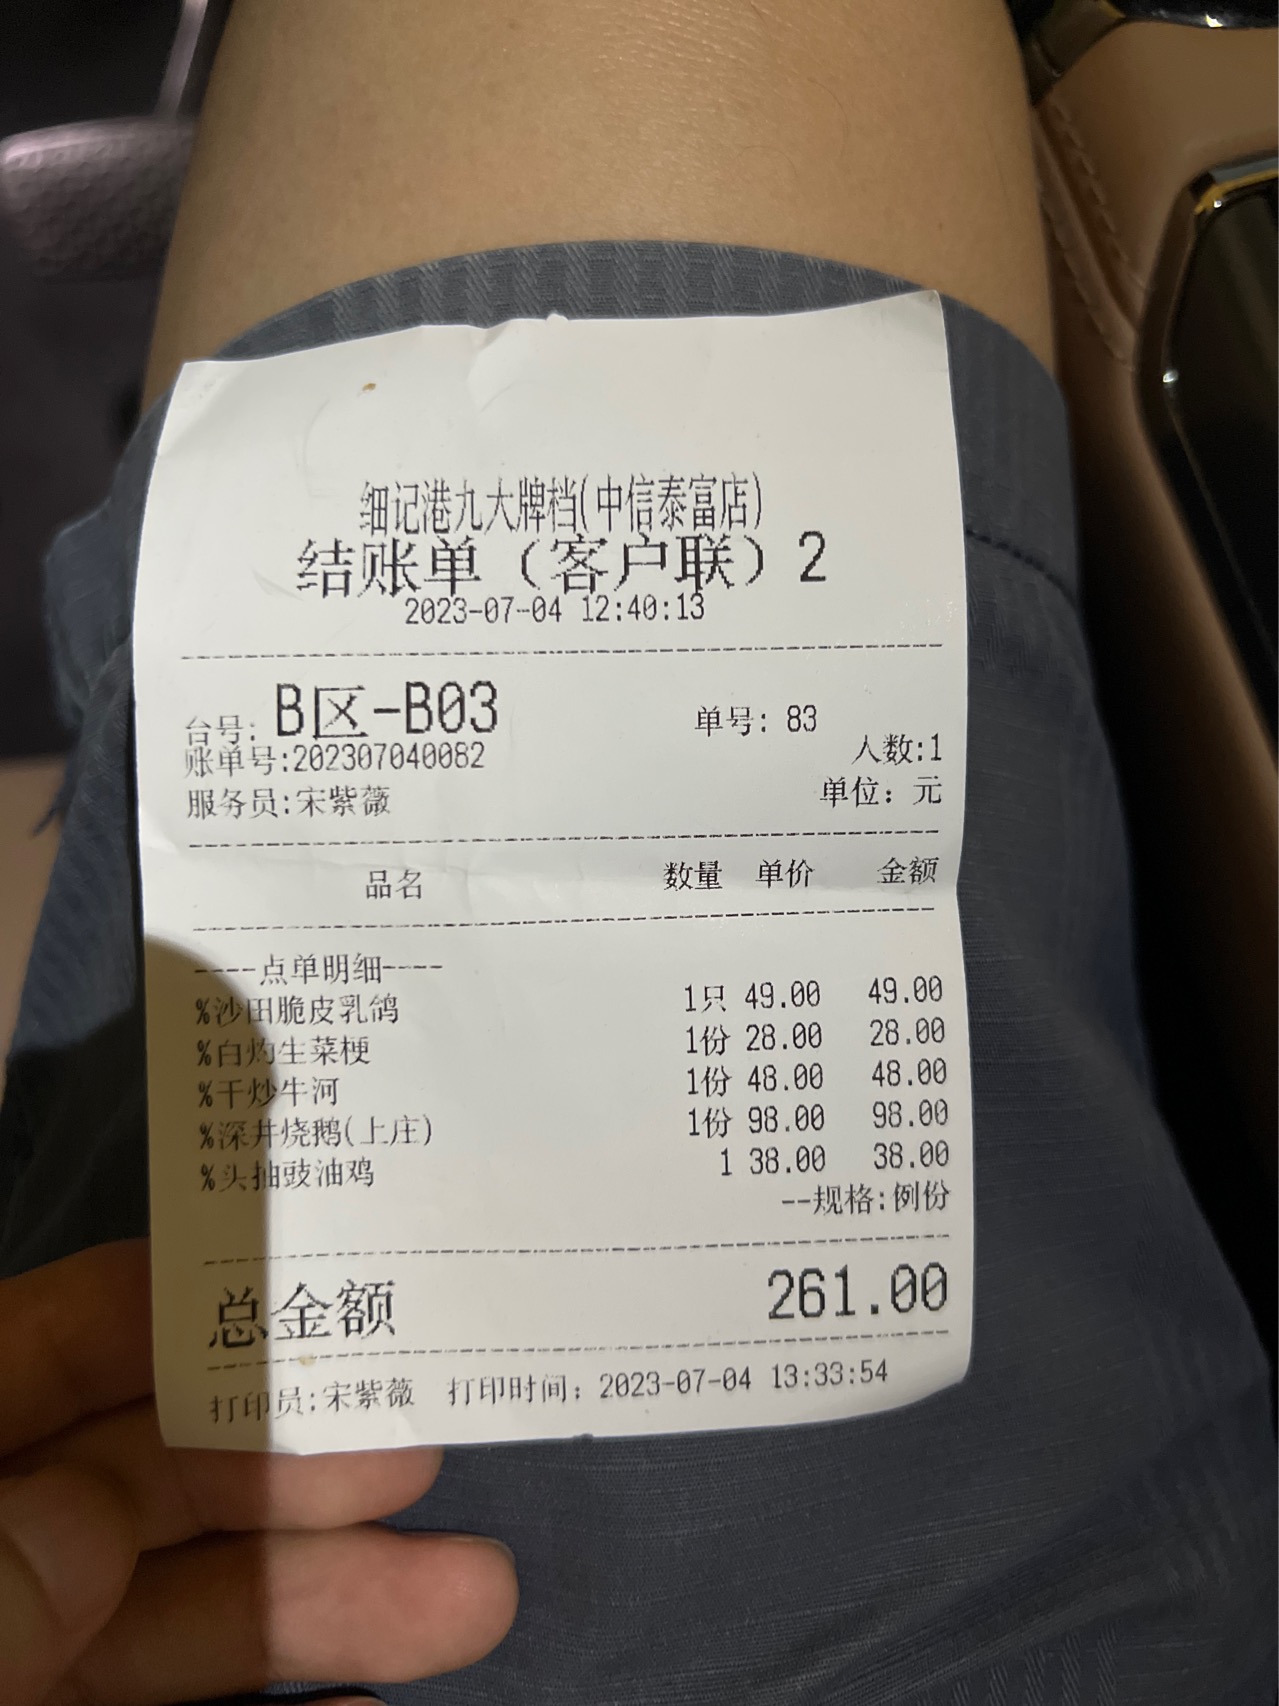 细记港九大牌档(中信泰富店)
结账单（客户联）2
2023-07-04 12:40:13
台号: B区-B03 单号: 83
账单号:202307040082 人数:1
服务员:宋紫薇 单位: 元
品名 数量 单价 金额
----点单明细----
%沙田脆皮乳鸽 1只 49.00 49.00
%白灼生菜梗 1份 28.00 28.00
%干炒牛河 1份 48.00 48.00
%深井烧鹅(上庄) 1份 98.00 98.00
%头抽豉油鸡 1 38.00 38.00
--规格:例份
总金额 261.00
打印员:宋紫薇 打印时间: 2023-07-04 13:33:54